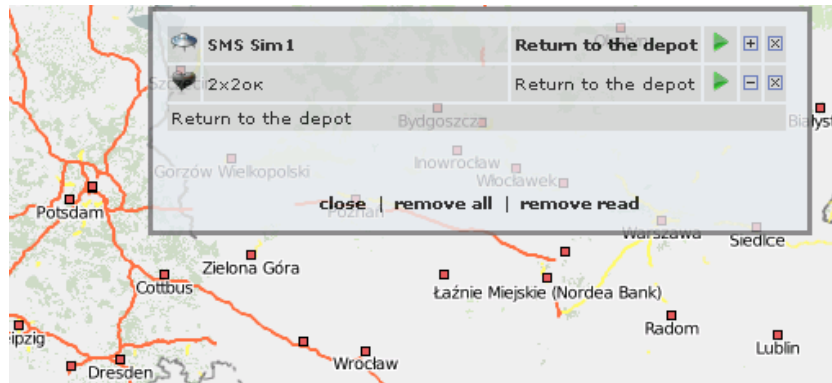 SMS Sim1 Return to the depot
2x2ок Return to the depot
Return to the depot
Bydgoszcz
Gorzów Wielkopolski
Inowrocław
Włocławek
close | remove all | remove read
Poznań
Potsdam
Warszawa
Siedlce
Zielona Góra
Cottbus
Łaźnie Miejskie (Nordea Bank)
Radom
Lublin
Wrocław
eipzig
Dresden